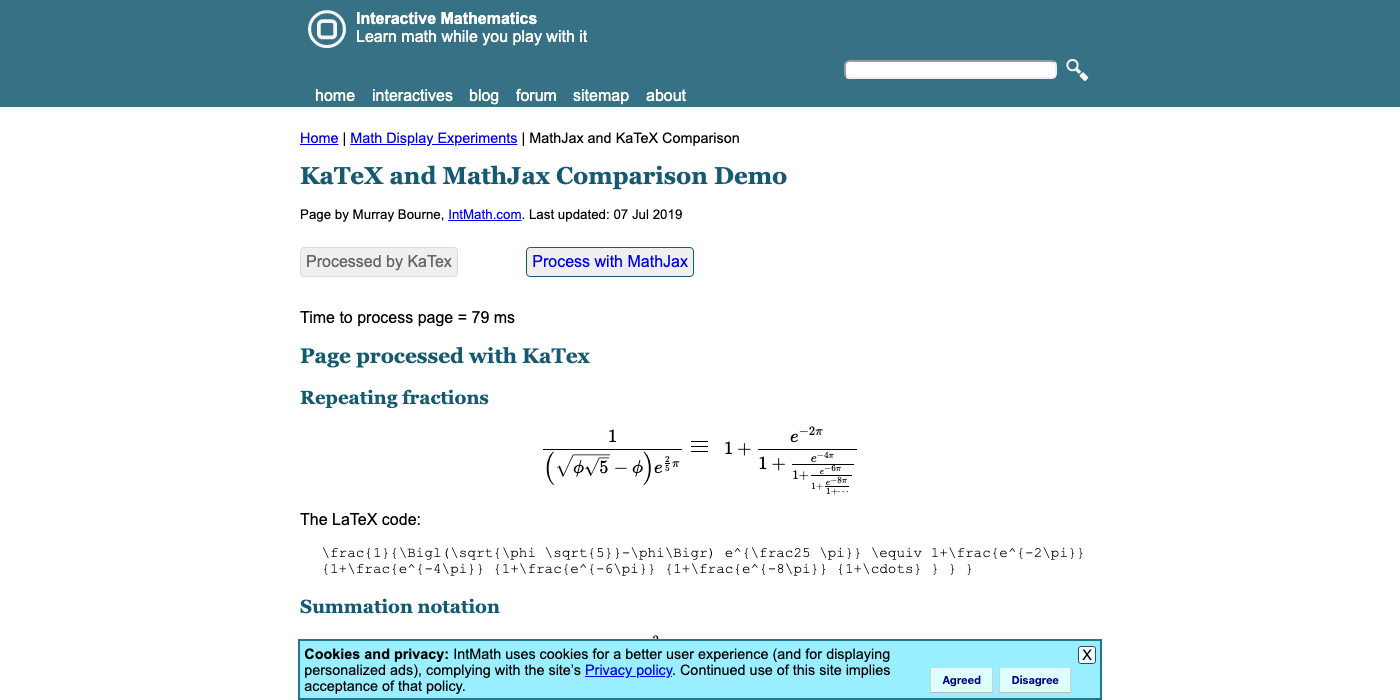 Interactive Mathematics
Learn math while you play with it
home interactives blog forum sitemap about
Home | Math Display Experiments | MathJax and KaTeX Comparison
KaTeX and MathJax Comparison Demo
Page by Murray Bourne, IntMath.com. Last updated: 07 Jul 2019
Processed by KaTex Process with MathJax
Time to process page = 79 ms
Page processed with KaTex
Repeating fractions
\frac{1}{\Bigl(\sqrt{\phi \sqrt{5}}-\phi\Bigr) e^{\frac25 \pi}} \equiv 1+\frac{e^{-2\pi}} {1+\frac{e^{-4\pi}} {1+\frac{e^{-6\pi}} {1+\frac{e^{-8\pi}} {1+\cdots} } } }
The LaTeX code:
\frac{1}{\Bigl(\sqrt{\phi \sqrt{5}}-\phi\Bigr) e^{\frac25 \pi}} \equiv 1+\frac{e^{-2\pi}}
{1+\frac{e^{-4\pi}} {1+\frac{e^{-6\pi}} {1+\frac{e^{-8\pi}} {1+\cdots} } } }
Summation notation
Cookies and privacy: IntMath uses cookies for a better user experience (and for displaying
personalized ads), complying with the site's Privacy policy. Continued use of this site implies
acceptance of that policy.
X
Agreed Disagree